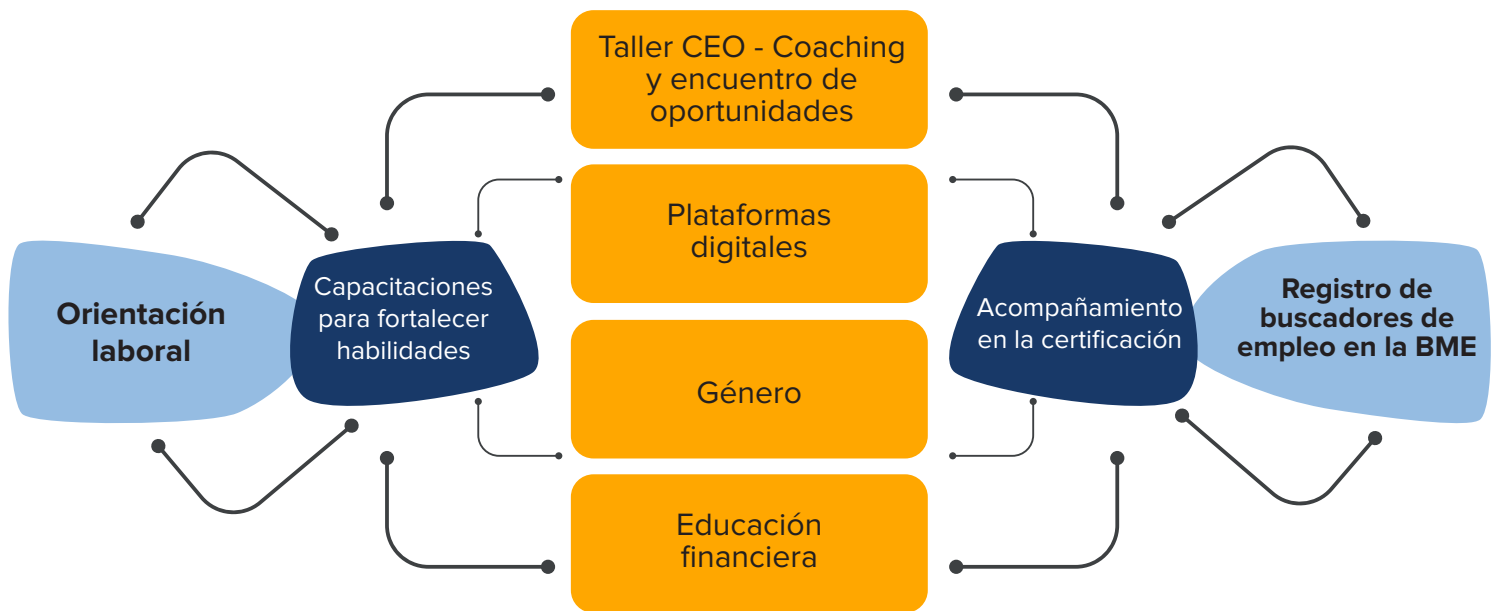 Orientación
laboral
Capacitaciones
para fortalecer
habilidades
Taller CEO - Coaching
y encuentro de
oportunidades
Plataformas
digitales
Género
Educación
financiera
Acompañamiento
en la certificación
Registro de
buscadores de
empleo en la BME